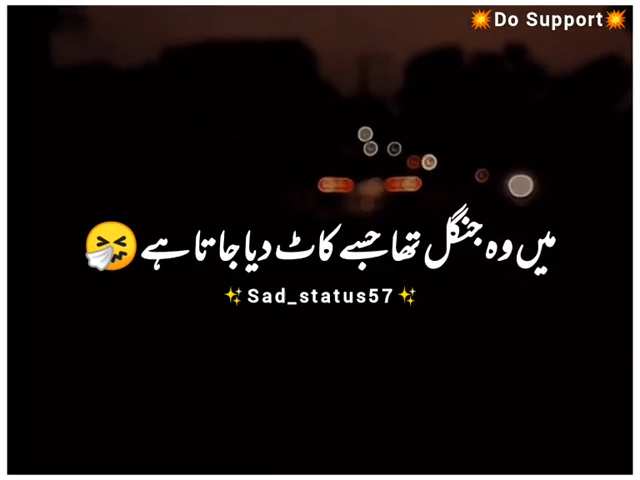 💥Do Support💥
میں وہ جنگل تھا جسے کاٹ دیا جاتا ہے 🤧
✨Sad_status57✨